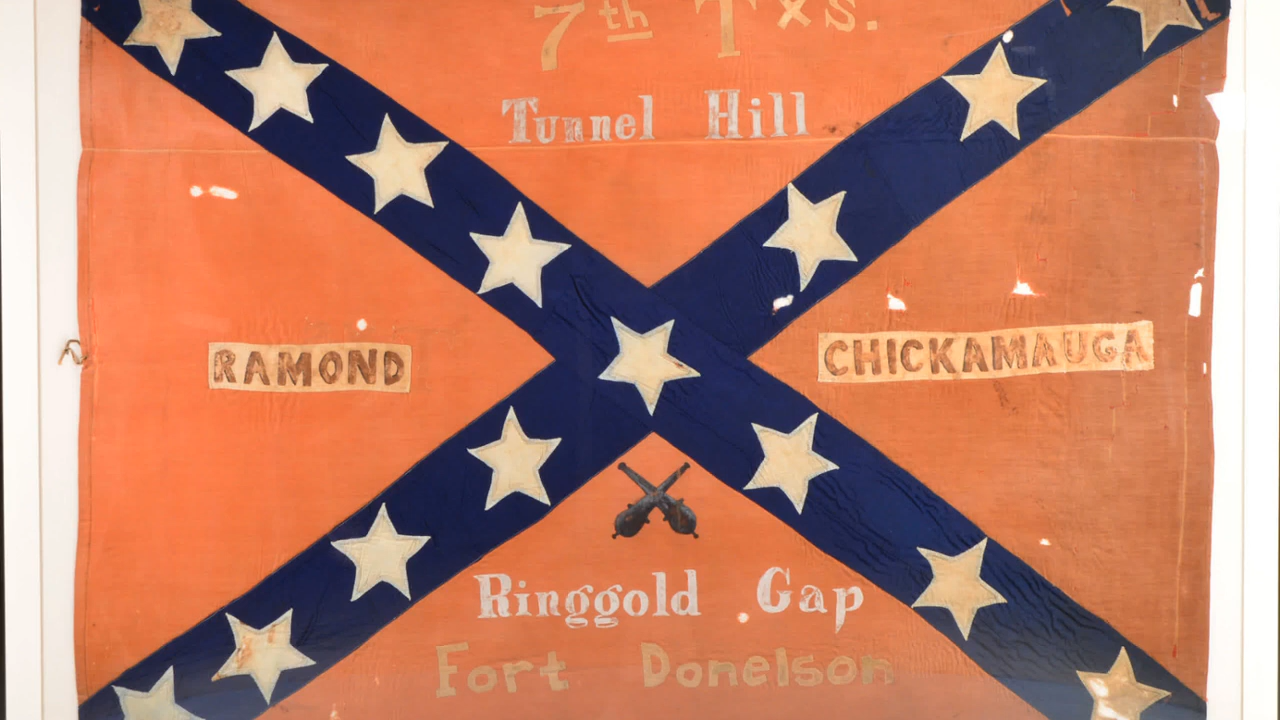 7th Txs.
Tunnel Hill
RAMOND
CHICKAMAUGA
Ringgold Gap
Fort Donelson